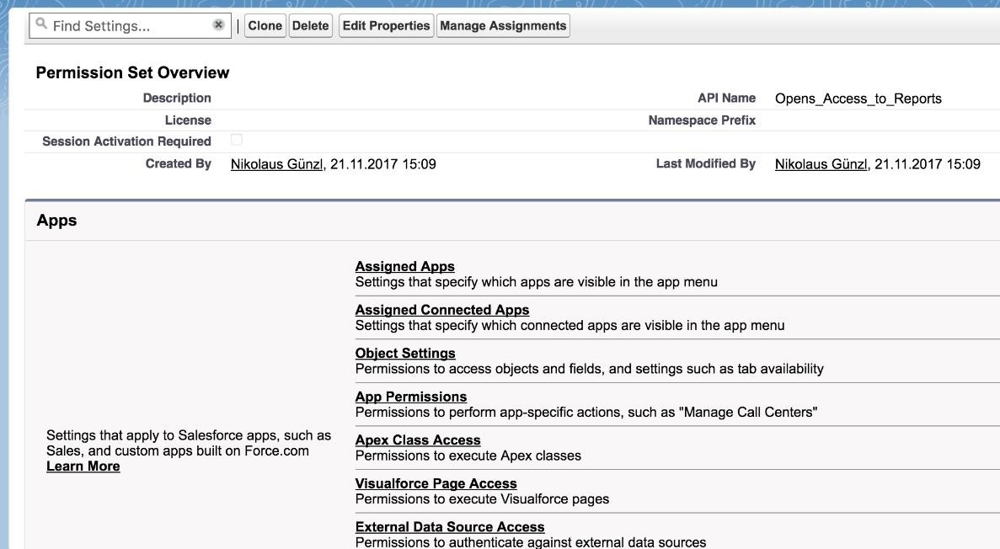 Find Settings...
Clone Delete Edit Properties Manage Assignments
Permission Set Overview
Description API Name Opens_Access_to_Reports
License Namespace Prefix
Session Activation Required
Created By Nikolaus Günzl, 21.11.2017 15:09 Last Modified By Nikolaus Günzl, 21.11.2017 15:09
Apps
Settings that apply to Salesforce apps, such as
Sales, and custom apps built on Force.com
Learn More
Assigned Apps
Settings that specify which apps are visible in the app menu
Assigned Connected Apps
Settings that specify which connected apps are visible in the app menu
Object Settings
Permissions to access objects and fields, and settings such as tab availability
App Permissions
Permissions to perform app-specific actions, such as "Manage Call Centers"
Apex Class Access
Permissions to execute Apex classes
Visualforce Page Access
Permissions to execute Visualforce pages
External Data Source Access
Permissions to authenticate against external data sources